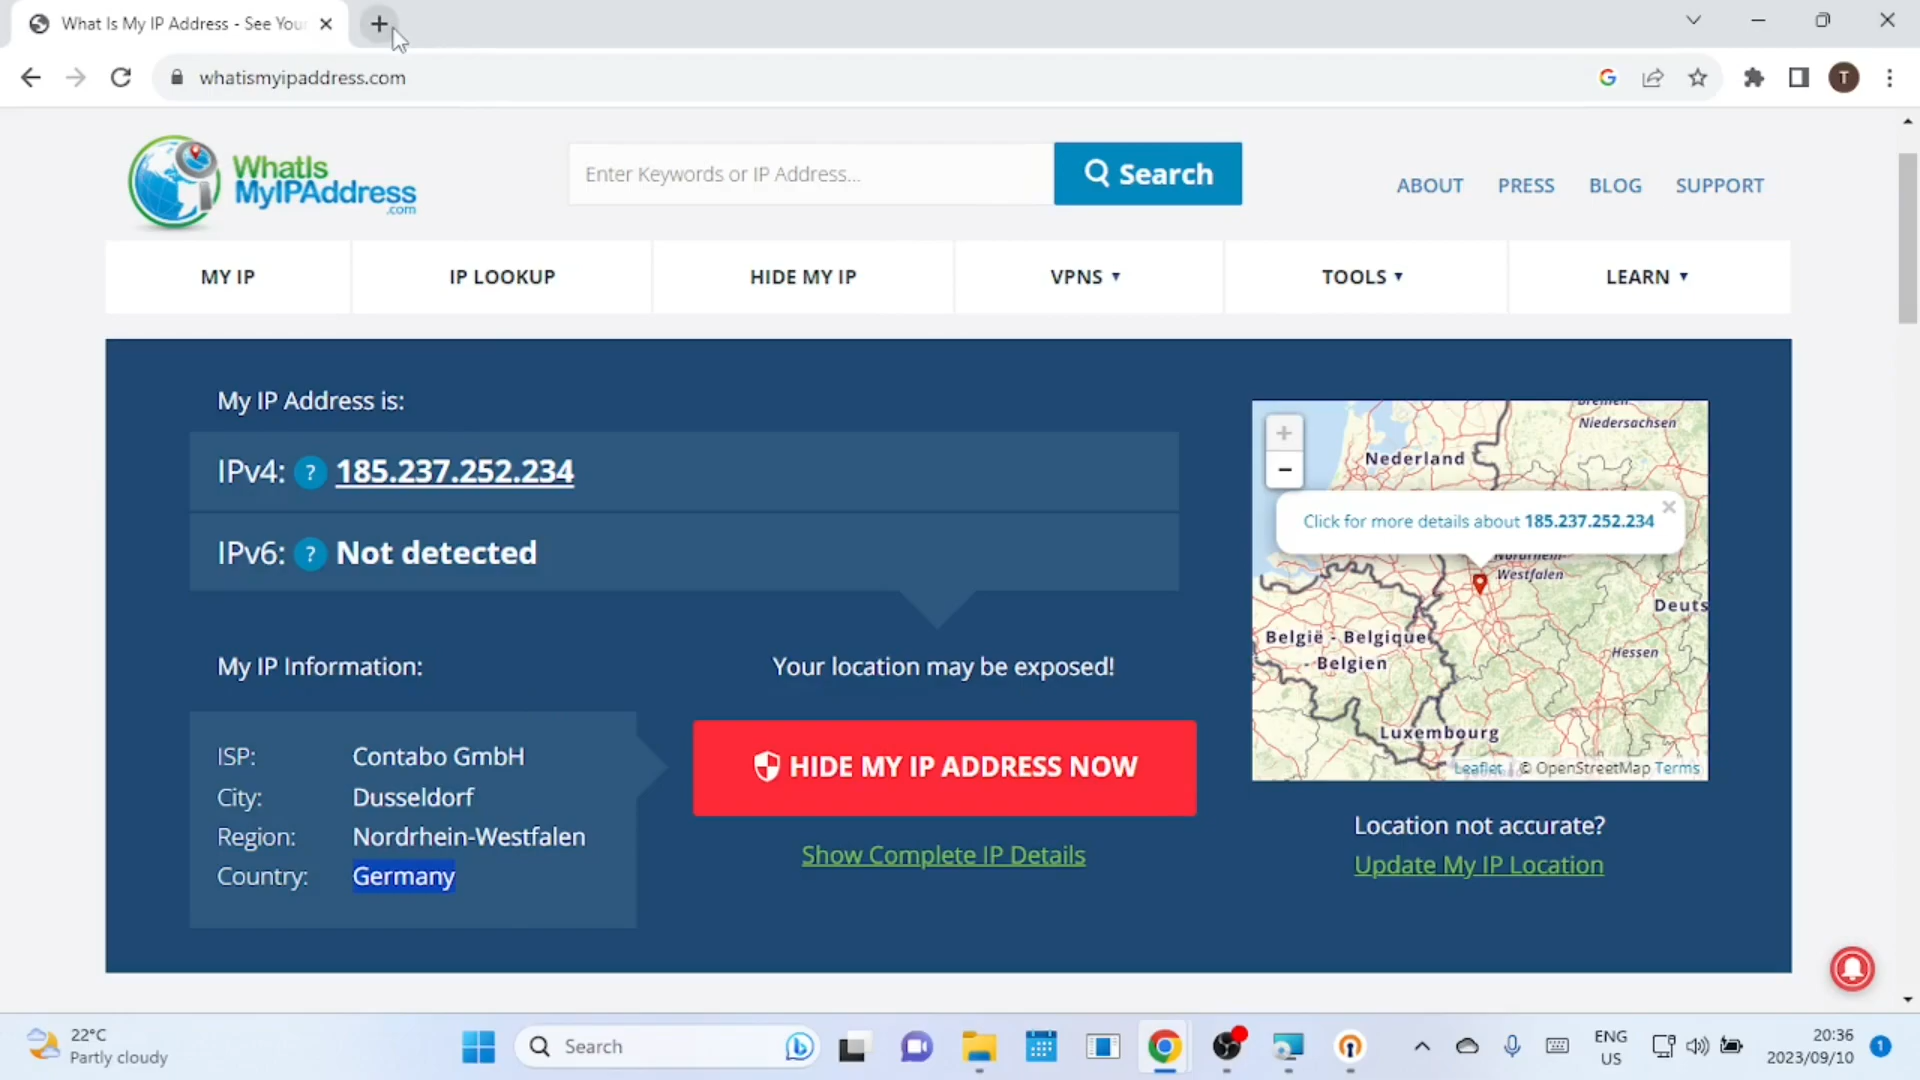 What Is My IP Address - See You
whatismyipaddress.com
T
WhatIs
MyIPAddress
.com
Enter Keywords or IP Address...
Search
ABOUT
PRESS
BLOG
SUPPORT
MY IP
IP LOOKUP
HIDE MY IP
VPNS
TOOLS
LEARN
My IP Address is:
IPv4: ? 185.237.252.234
IPv6: ? Not detected
My IP Information:
ISP: Contabo GmbH
City: Dusseldorf
Region: Nordrhein-Westfalen
Country: Germany
Your location may be exposed!
HIDE MY IP ADDRESS NOW
Show Complete IP Details
Niedersachsen
Nederland
Click for more details about 185.237.252.234
Westfalen
Deuts
België - Belgique
- Belgien
Hessen
Luxembourg
Leaflet | © OpenStreetMap Terms
Location not accurate?
Update My IP Location
22°C
Partly cloudy
Search
ENG
US
20:36
2023/09/10
1